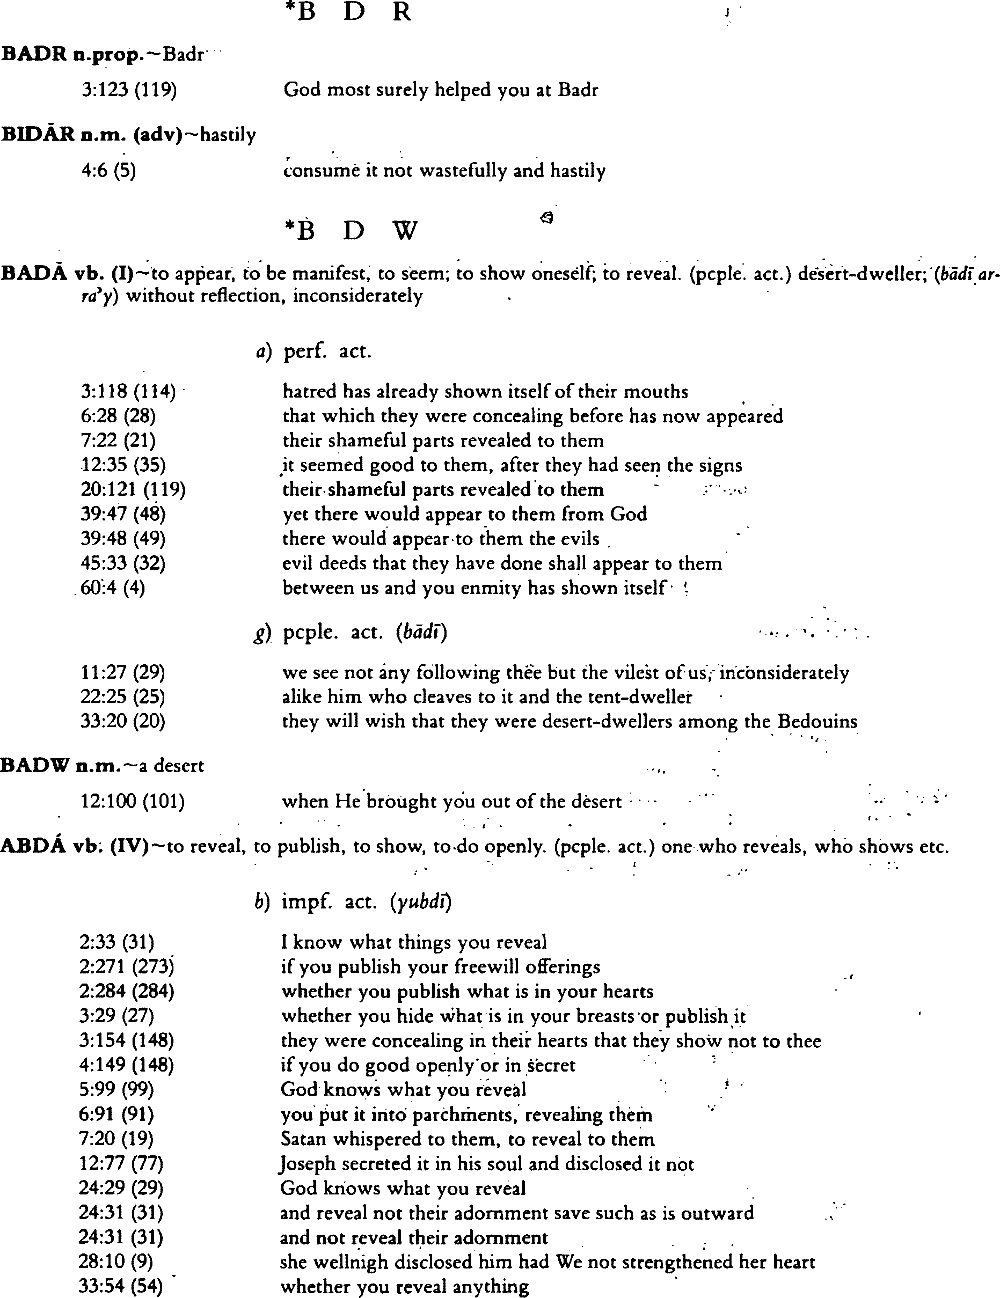 *B D R
BADR n.prop.~Badr
3:123 (119) God most surely helped you at Badr
BIDĀR n.m. (adv)~hastily
4:6 (5) consume it not wastefully and hastily
*B D W
BADĀ vb. (I)~to appear, to be manifest, to seem; to show oneself; to reveal. (pcple. act.) desert-dweller; (bādī ar-
ra’y) without reflection, inconsiderately
a) perf. act.
3:118 (114) hatred has already shown itself of their mouths
6:28 (28) that which they were concealing before has now appeared
7:22 (21) their shameful parts revealed to them
12:35 (35) it seemed good to them, after they had seen the signs
20:121 (119) their shameful parts revealed to them
39:47 (48) yet there would appear to them from God
39:48 (49) there would appear to them the evils
45:33 (32) evil deeds that they have done shall appear to them
60:4 (4) between us and you enmity has shown itself
g) pcple. act. (bādī)
11:27 (29) we see not any following thee but the vilest of us, inconsiderately
22:25 (25) alike him who cleaves to it and the tent-dweller
33:20 (20) they will wish that they were desert-dwellers among the Bedouins
BADW n.m.~a desert
12:100 (101) when He brought you out of the desert
ABDÁ vb. (IV)~to reveal, to publish, to show, to do openly. (pcple. act.) one who reveals, who shows etc.
b) impf. act. (yubdī)
2:33 (31) I know what things you reveal
2:271 (273) if you publish your freewill offerings
2:284 (284) whether you publish what is in your hearts
3:29 (27) whether you hide what is in your breasts or publish it
3:154 (148) they were concealing in their hearts that they show not to thee
4:149 (148) if you do good openly or in secret
5:99 (99) God knows what you reveal
6:91 (91) you put it into parchments, revealing them
7:20 (19) Satan whispered to them, to reveal to them
12:77 (77) Joseph secreted it in his soul and disclosed it not
24:29 (29) God knows what you reveal
24:31 (31) and reveal not their adornment save such as is outward
24:31 (31) and not reveal their adornment
28:10 (9) she wellnigh disclosed him had We not strengthened her heart
33:54 (54) whether you reveal anything